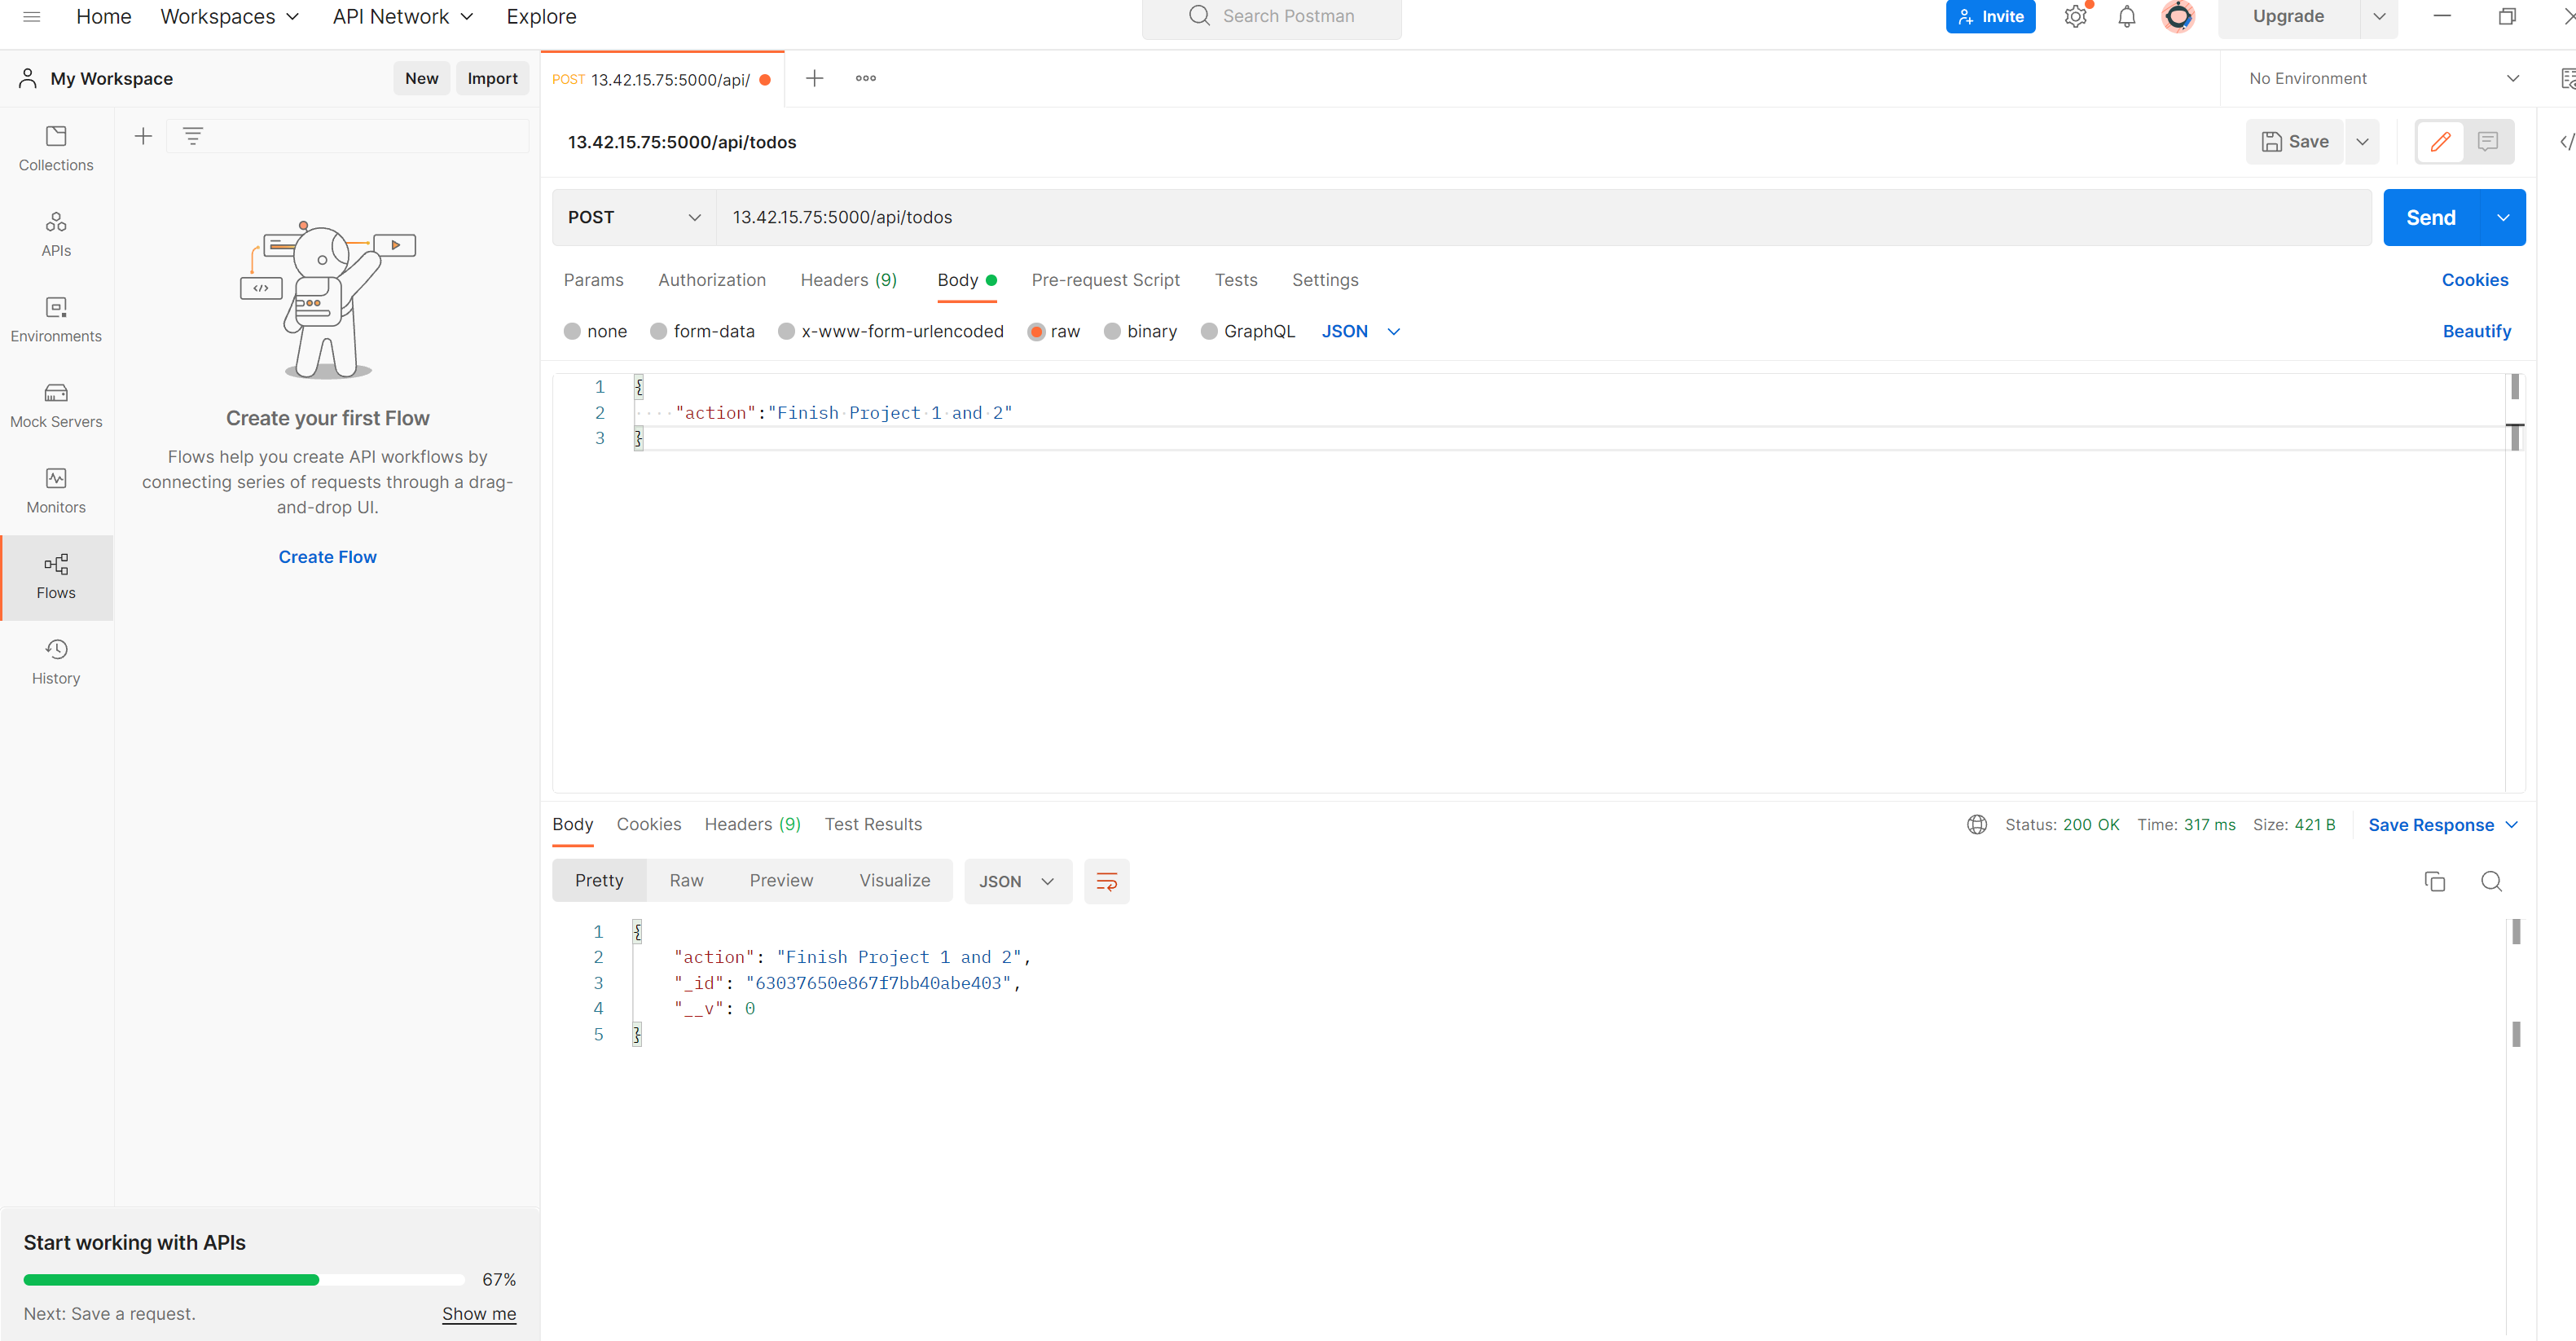 Home Workspaces API Network Explore
Search Postman
Invite
Upgrade
My Workspace
New
Import
POST 13.42.15.75:5000/api/
No Environment
Collections
APIs
Environments
Mock Servers
Monitors
Flows
History
</>
Create your first Flow
Flows help you create API workflows by
connecting series of requests through a drag-
and-drop UI.
Create Flow
Start working with APIs
67%
Next: Save a request.
Show me
13.42.15.75:5000/api/todos
Save
POST
13.42.15.75:5000/api/todos
Send
Params Authorization Headers (9) Body Pre-request Script Tests Settings
Cookies
none form-data x-www-form-urlencoded raw binary GraphQL JSON
Beautify
1 {
2 ····"action":"Finish·Project·1·and·2"
3 }
Body Cookies Headers (9) Test Results
Status: 200 OK Time: 317 ms Size: 421 B
Save Response
Pretty Raw Preview Visualize
JSON
1 {
2 "action": "Finish Project 1 and 2",
3 "_id": "63037650e867f7bb40abe403",
4 "__v": 0
5 }